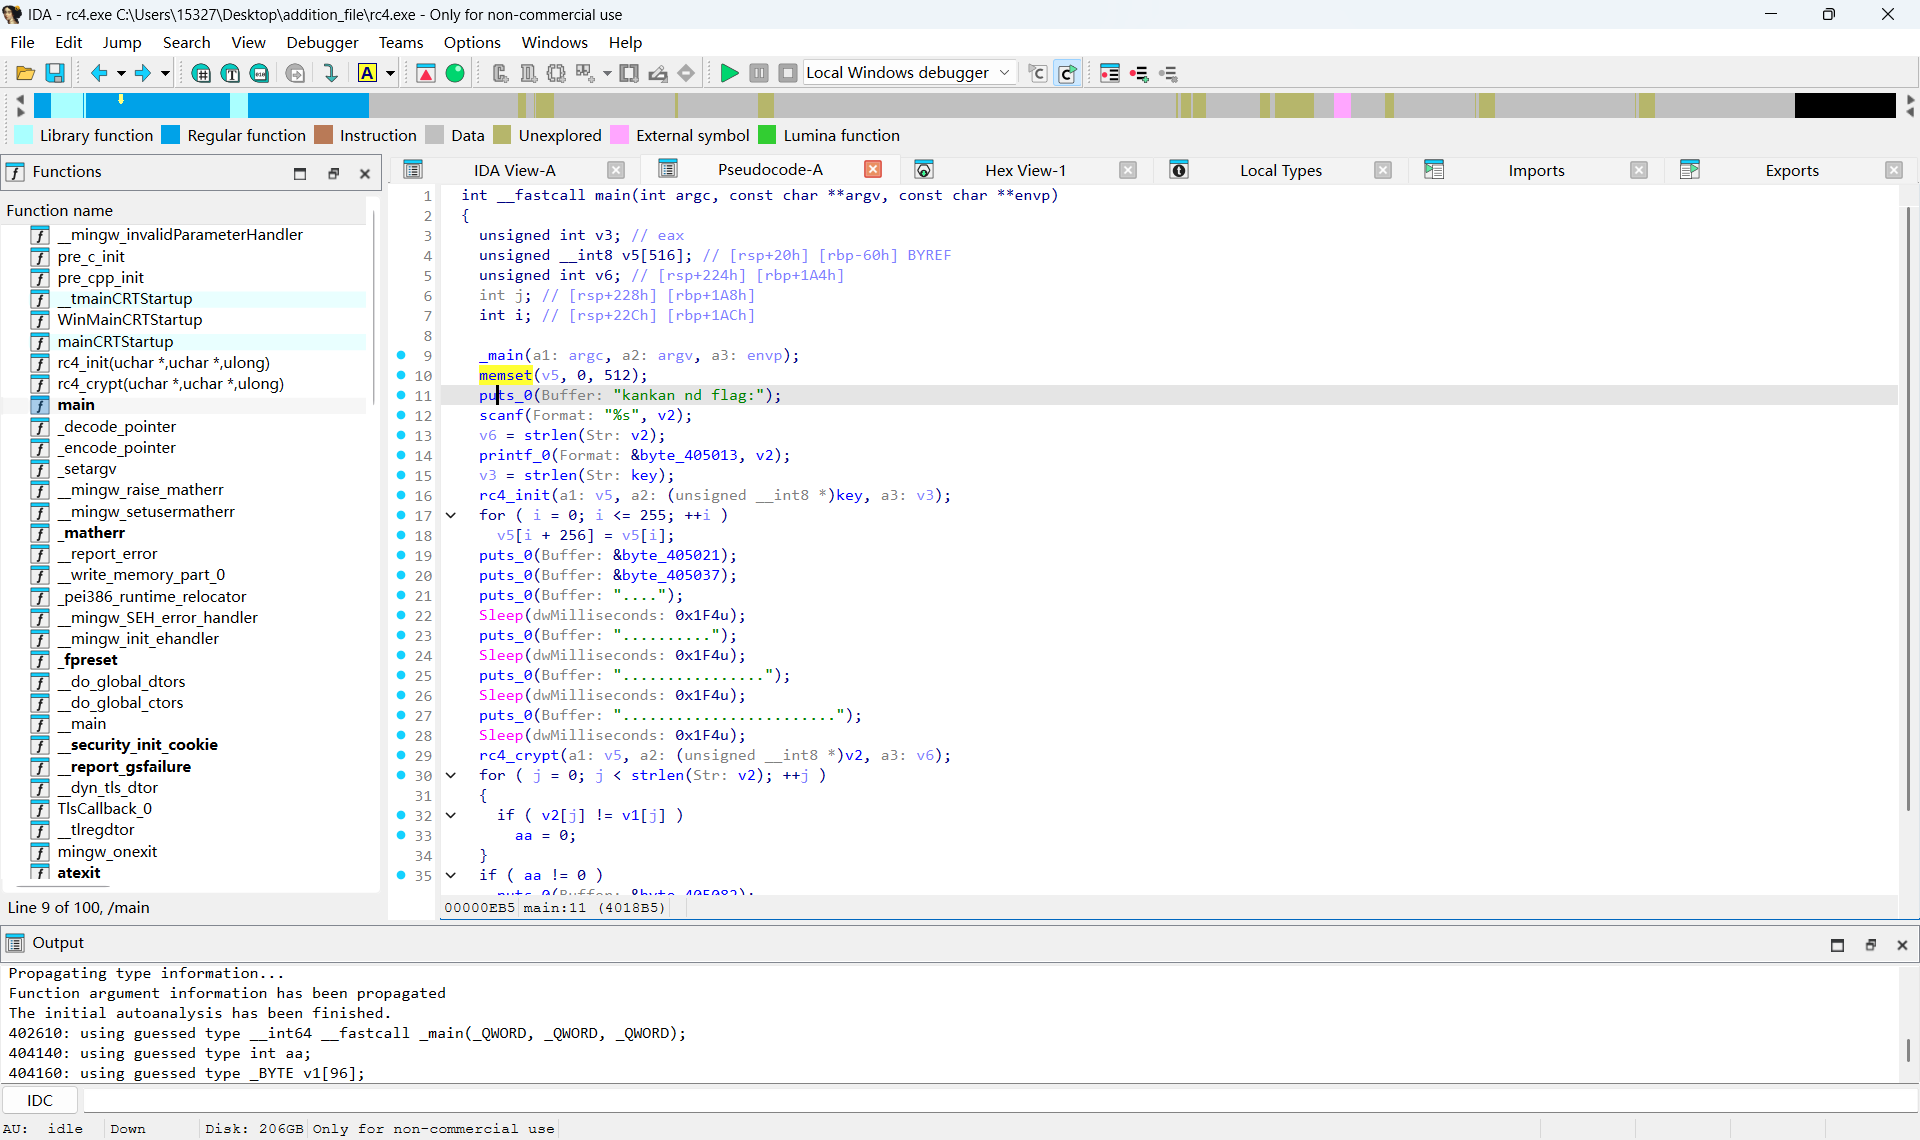 IDA - rc4.exe C:\Users\15327\Desktop\addition_file\rc4.exe - Only for non-commercial use
File Edit Jump Search View Debugger Teams Options Windows Help
Local Windows debugger
Library function Regular function Instruction Data Unexplored External symbol Lumina function
Functions
Function name
__mingw_invalidParameterHandler
pre_c_init
pre_cpp_init
__tmainCRTStartup
WinMainCRTStartup
mainCRTStartup
rc4_init(uchar *,uchar *,ulong)
rc4_crypt(uchar *,uchar *,ulong)
main
_decode_pointer
_encode_pointer
_setargv
__mingw_raise_matherr
__mingw_setusermatherr
_matherr
__report_error
__write_memory_part_0
_pei386_runtime_relocator
__mingw_SEH_error_handler
__mingw_init_ehandler
_fpreset
__do_global_dtors
__do_global_ctors
__main
__security_init_cookie
__report_gsfailure
__dyn_tls_dtor
TlsCallback_0
__tlregdtor
mingw_onexit
atexit
Line 9 of 100, /main
IDA View-A Pseudocode-A Hex View-1 Local Types Imports Exports
1 int __fastcall main(int argc, const char **argv, const char **envp)
2 {
3 unsigned int v3; // eax
4 unsigned __int8 v5[516]; // [rsp+20h] [rbp-60h] BYREF
5 unsigned int v6; // [rsp+224h] [rbp+1A4h]
6 int j; // [rsp+228h] [rbp+1A8h]
7 int i; // [rsp+22Ch] [rbp+1ACh]
8
9 _main(a1: argc, a2: argv, a3: envp);
10 memset(v5, 0, 512);
11 puts_0(Buffer: "kankan nd flag:");
12 scanf(Format: "%s", v2);
13 v6 = strlen(Str: v2);
14 printf_0(Format: &byte_405013, v2);
15 v3 = strlen(Str: key);
16 rc4_init(a1: v5, a2: (unsigned __int8 *)key, a3: v3);
17 for ( i = 0; i <= 255; ++i )
18 v5[i + 256] = v5[i];
19 puts_0(Buffer: &byte_405021);
20 puts_0(Buffer: &byte_405037);
21 puts_0(Buffer: "....");
22 Sleep(dwMilliseconds: 0x1F4u);
23 puts_0(Buffer: "..........");
24 Sleep(dwMilliseconds: 0x1F4u);
25 puts_0(Buffer: "................");
26 Sleep(dwMilliseconds: 0x1F4u);
27 puts_0(Buffer: "........................");
28 Sleep(dwMilliseconds: 0x1F4u);
29 rc4_crypt(a1: v5, a2: (unsigned __int8 *)v2, a3: v6);
30 for ( j = 0; j < strlen(Str: v2); ++j )
31 {
32 if ( v2[j] != v1[j] )
33 aa = 0;
34 }
35 if ( aa != 0 )
puts_0(Buffer: &byte_405082);
00000EB5 main:11 (4018B5)
Output
Propagating type information...
Function argument information has been propagated
The initial autoanalysis has been finished.
402610: using guessed type __int64 __fastcall _main(_QWORD, _QWORD, _QWORD);
404140: using guessed type int aa;
404160: using guessed type _BYTE v1[96];
IDC
AU: idle Down Disk: 206GB Only for non-commercial use